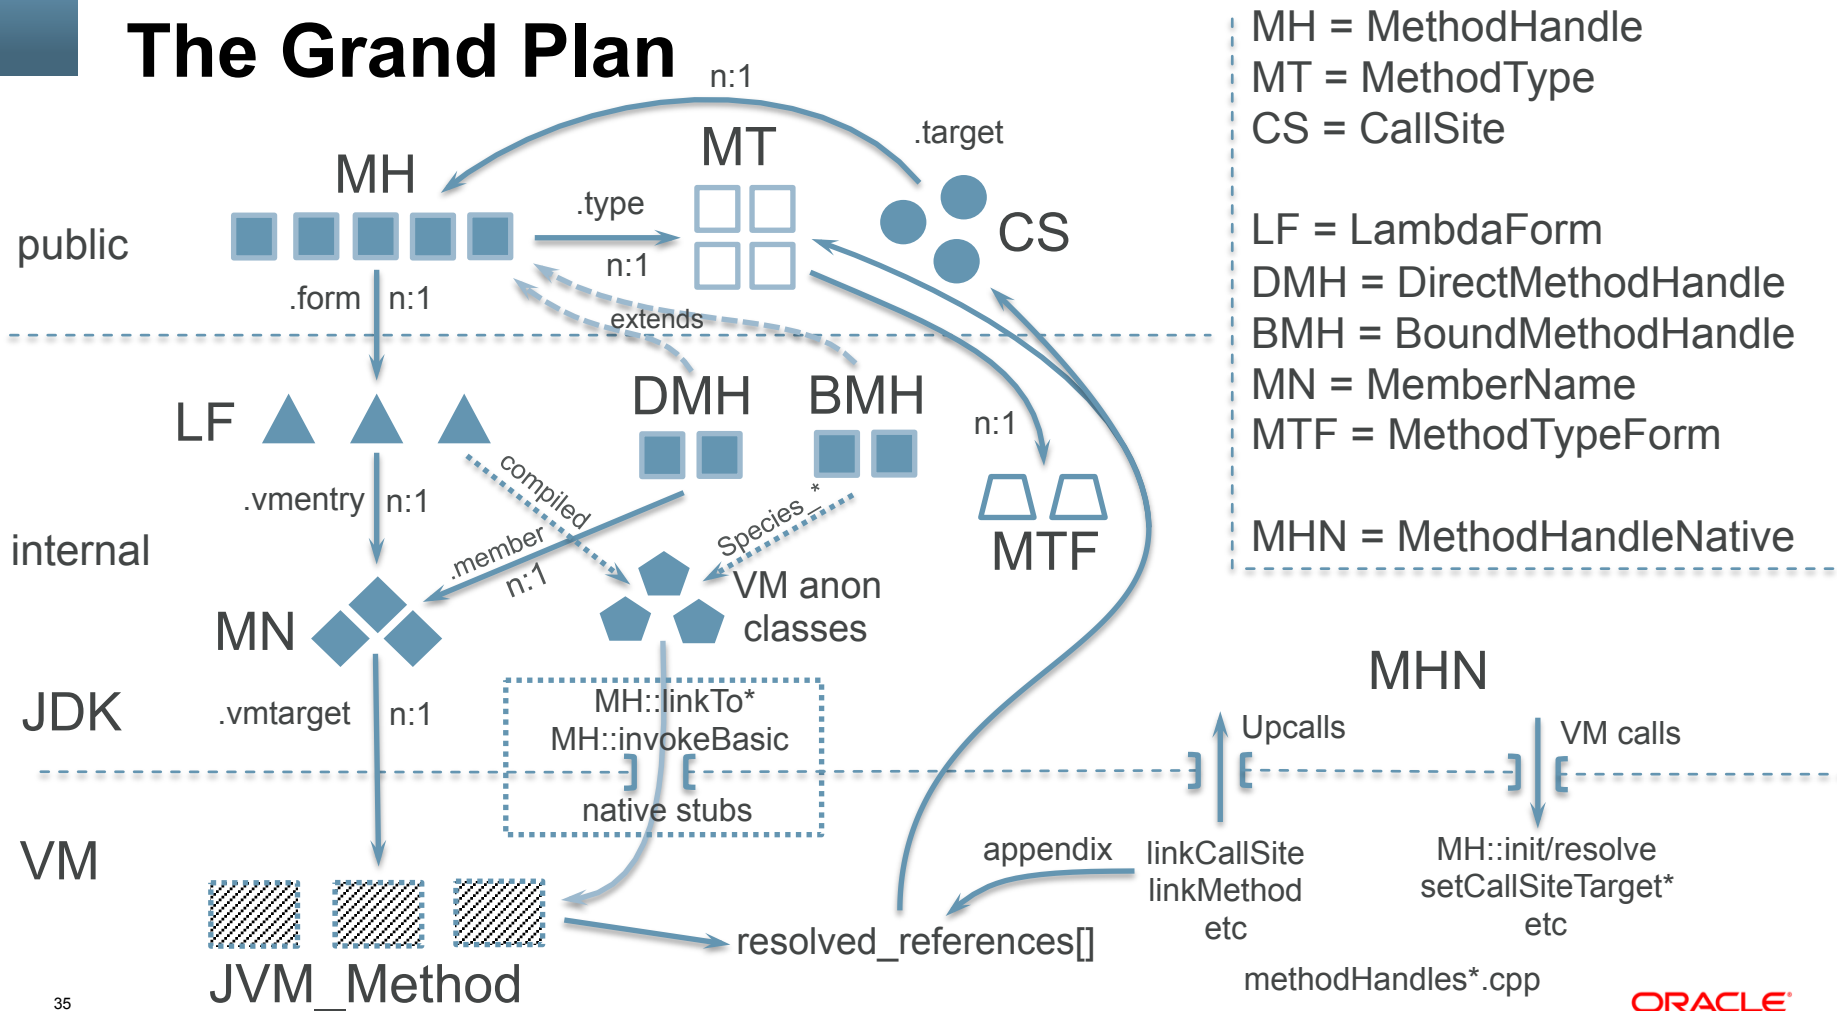 The Grand Plan
MH = MethodHandle
MT = MethodType
CS = CallSite
LF = LambdaForm
DMH = DirectMethodHandle
BMH = BoundMethodHandle
MN = MemberName
MTF = MethodTypeForm
MHN = MethodHandleNative
n:1
.target
MT
MH
.type
CS
public
n:1
.form
n:1
extends
DMH
BMH
LF
n:1
compiled
.vmentry
n:1
Species_*
internal
.member
n:1
MTF
VM anon
classes
MN
MHN
JDK
.vmtarget
n:1
MH::linkTo*
MH::invokeBasic
Upcalls
VM calls
native stubs
VM
appendix
linkCallSite
linkMethod
etc
MH::init/resolve
setCallSiteTarget*
etc
resolved_references[]
JVM_Method
methodHandles*.cpp
35
ORACLE®